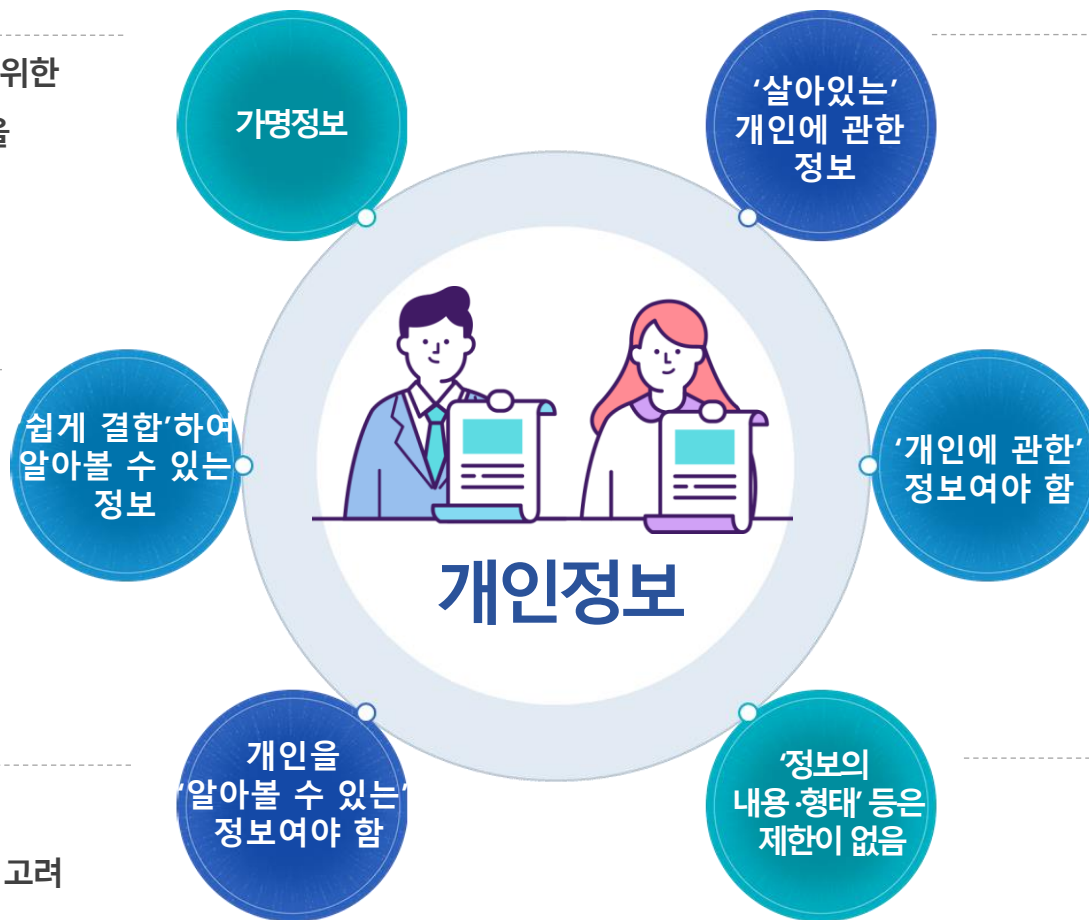 위한
을
가명정보
‘살아있는’
개인에 관한
정보
쉽게 결합’하여
알아볼 수 있는
정보
‘개인에 관한’
정보여야 함
개인정보
개인을
‘알아볼 수 있는’
정보여야 함
‘정보의
내용·형태’ 등은
제한이 없음
고려